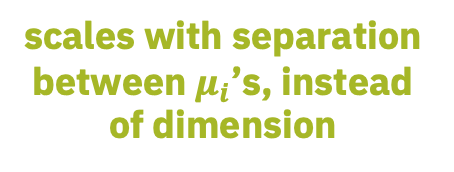 scales with separation
between μᵢ’s, instead
of dimension